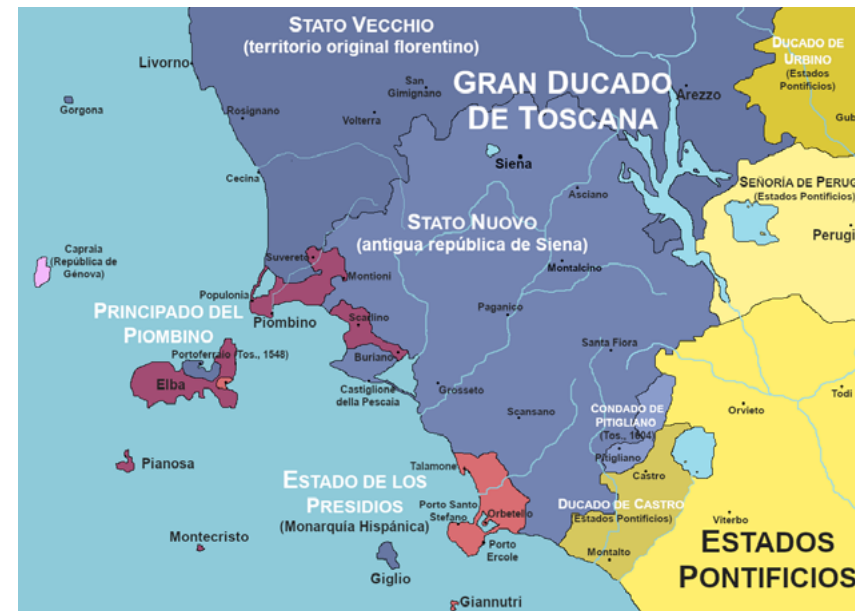 STATO VECCHIO
(territorio original florentino)
Livorno
GRAN DUCADO
DE TOSCANA
DUCADO DE
URBINO
(Estados
Pontificios)
Gorgona
San
Gimignano
Arezzo
Rosignano
Volterra
Gub
Siena
Cecina
Asciano
SEÑORÍA DE PERUG
(Estados Pontificios)
STATO NUOVO
(antigua república de Siena)
Perugi
Capraia
(República de
Génova)
Suvereto
Montioni
Montalcino
Populonia
PRINCIPADO DEL
PIOMBINO
Piombino
Scarlino
Paganico
Portoferraio (Tos., 1548)
Buriano
Santa Fiora
Elba
Castiglione
della Pescaia
Grosseto
Todi
Scansano
CONDADO DE
PITIGLIANO
(Tos., 1604)
Orvieto
Pitigliano
Pianosa
Talamone
Castro
ESTADO DE LOS
PRESIDIOS
(Monarquía Hispánica)
Porto Santo
Stefano
Orbetello
DUCADO DE CASTRO
(Estados Pontificios)
Viterbo
Montecristo
Porto
Ercole
Montalto
ESTADOS
PONTIFICIOS
Giglio
Giannutri